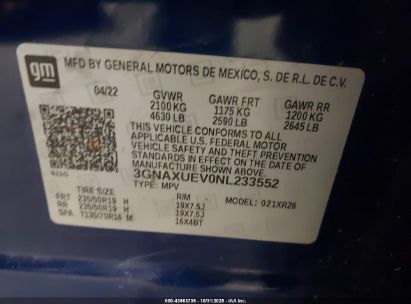 gm
MFD BY GENERAL MOTORS DE MEXICO, S. DE R.L. DE C.V.
04/22 GVWR GAWR FRT GAWR RR
2100 KG 1175 KG 1200 KG
4630 LB 2590 LB 2645 LB
THIS VEHICLE CONFORMS TO ALL
APPLICABLE U.S. FEDERAL MOTOR
VEHICLE SAFETY AND THEFT PREVENTION
STANDARDS IN EFFECT ON THE DATE OF
MANUFACTURE SHOWN ABOVE.
3GNAXUEV0NL233552
TYPE: MPV MODEL: 021XR26
TIRE SIZE RIM
FRT 235/50R19 H 19X7.5J
RR 235/50R19 H 19X7.5J
SPA T135/70R16 M 16X4BT